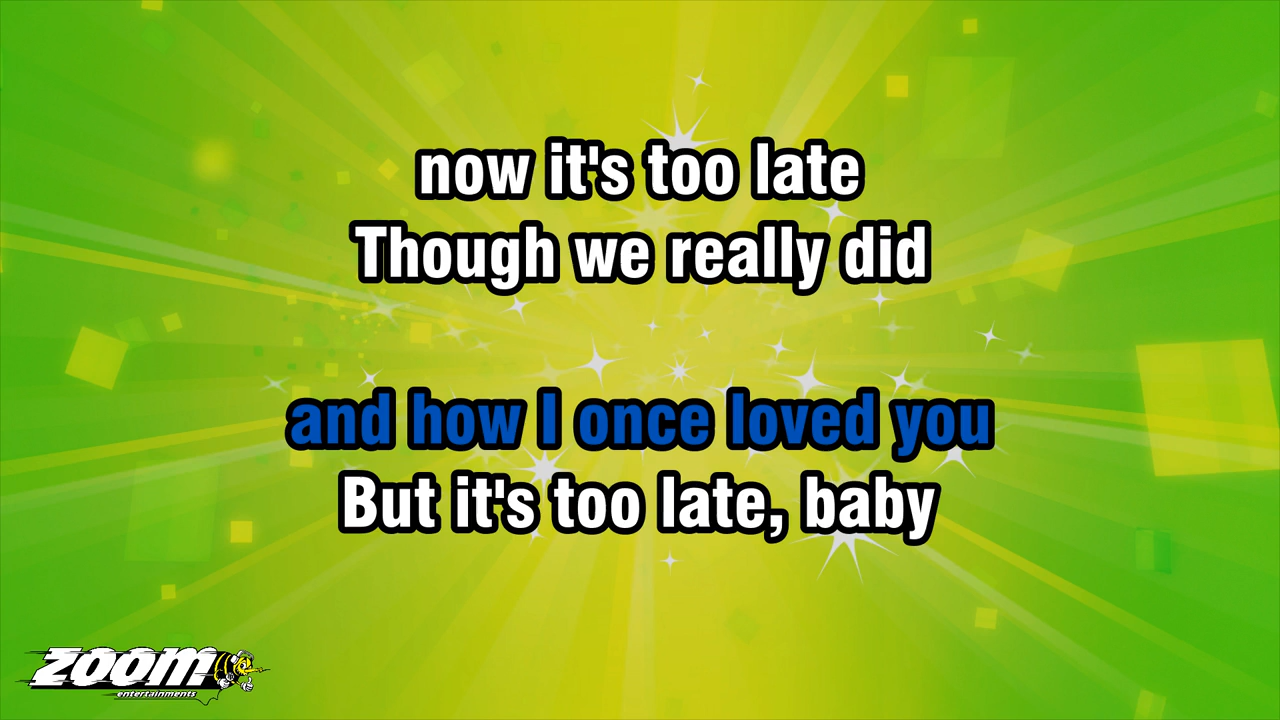 now it's too late
Though we really did
and how I once loved you
But it's too late, baby
zoom
entertainments